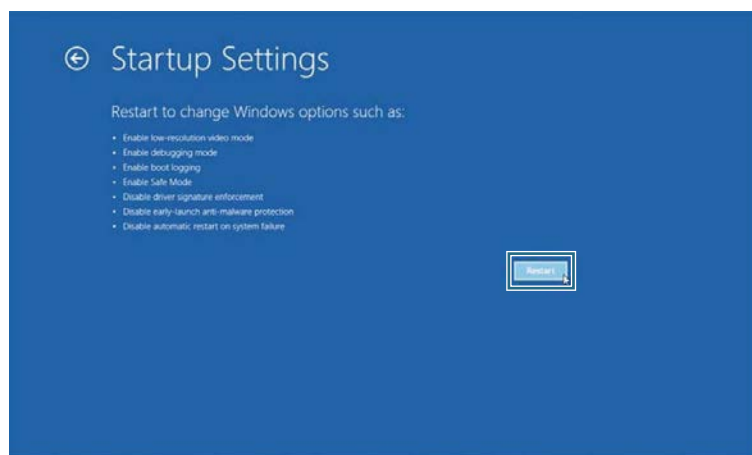 Startup Settings
Restart to change Windows options such as:
• Enable low-resolution video mode
• Enable debugging mode
• Enable boot logging
• Enable Safe Mode
• Disable driver signature enforcement
• Disable early-launch anti-malware protection
• Disable automatic restart on system failure
Restart